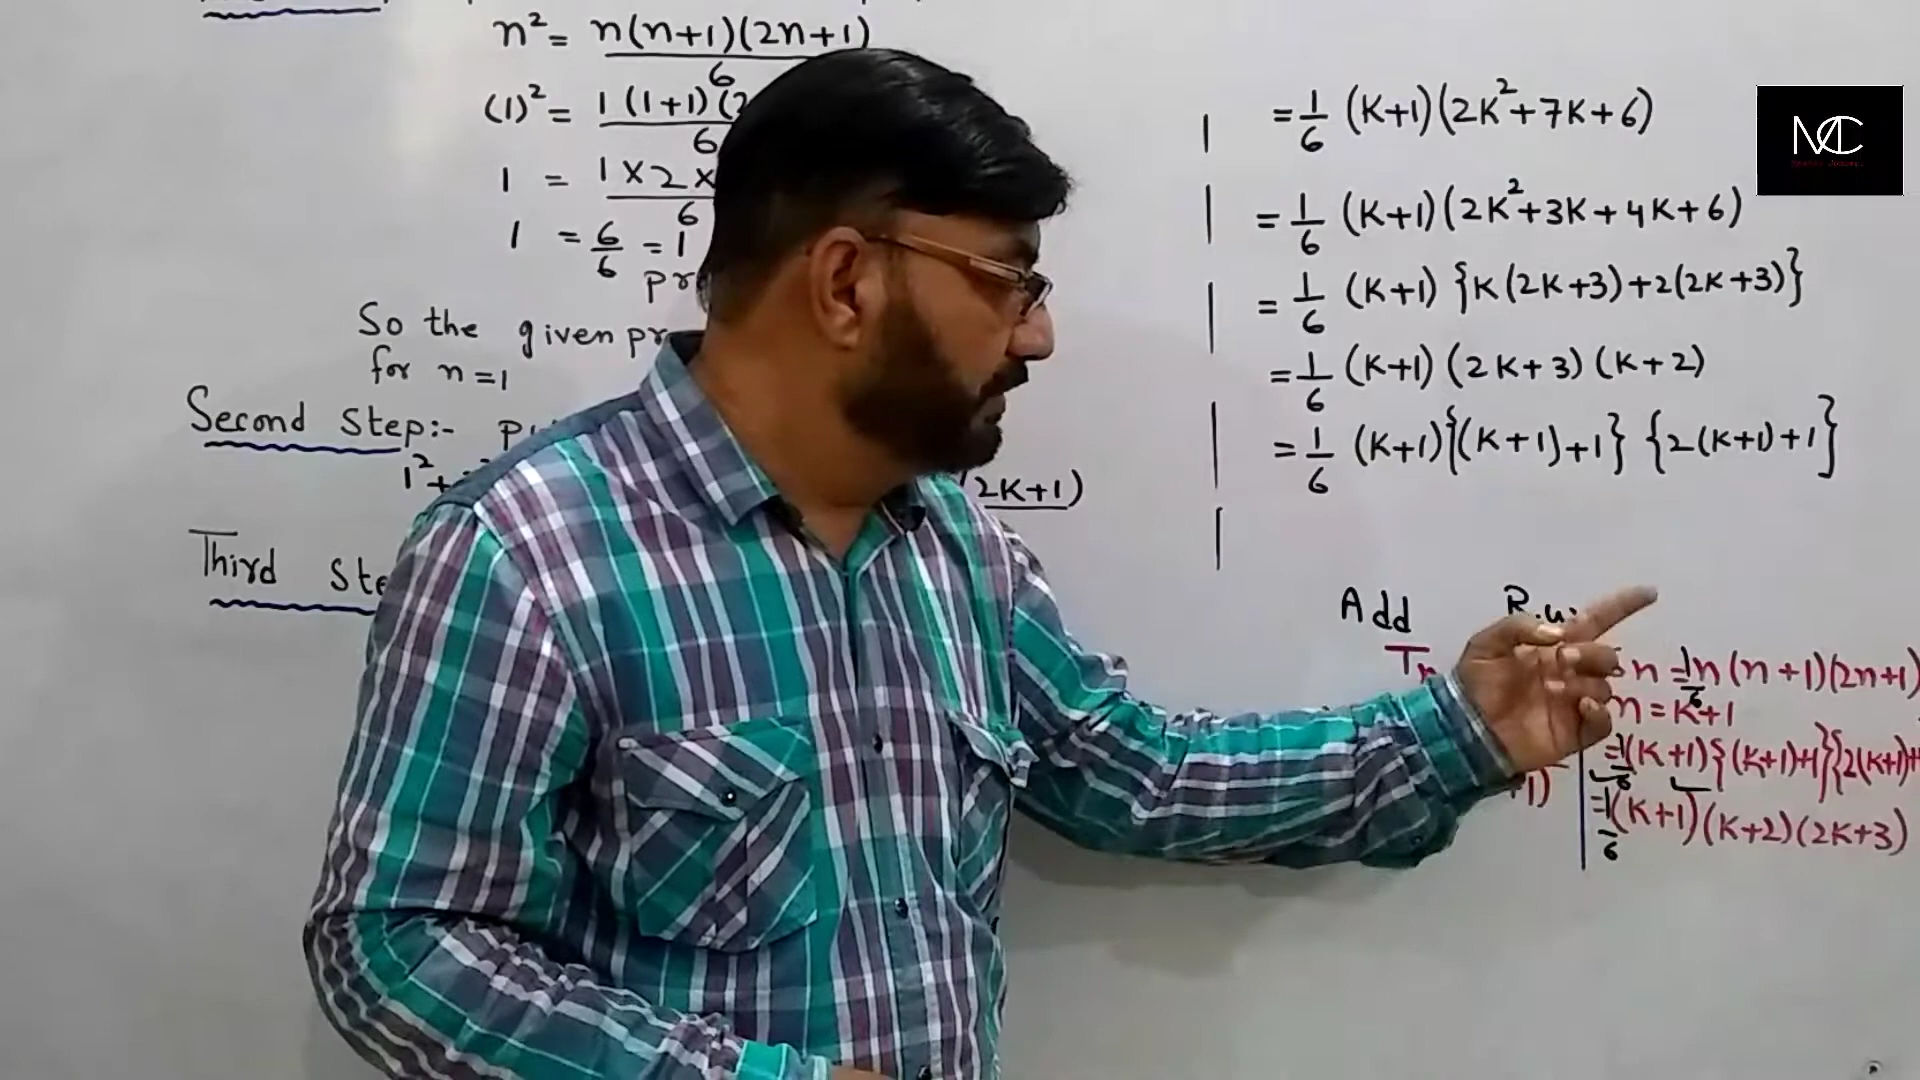 n² = n(n+1)(2n+1)
6
(1)² = 1(1+1)(2
6
1 = 1×2×
6
1 = 6/6 = 1
So the given
for n=1
Second Step:-
1²+ (2K+1)
Third
= 1/6 (K+1)(2K²+7K+6)
= 1/6 (K+1)(2K²+3K+4K+6)
= 1/6 (K+1) {K(2K+3)+2(2K+3)}
= 1/6 (K+1) (2K+3) (K+2)
= 1/6 (K+1){(K+1)+1} {2(K+1)+1}
Add
n = 1/6 n(n+1)(2n+1)
n = K+1
= 1/6 (K+1){(K+1)+1}{2(K+1)+
= 1/6 (K+1)(K+2)(2K+3)
MC